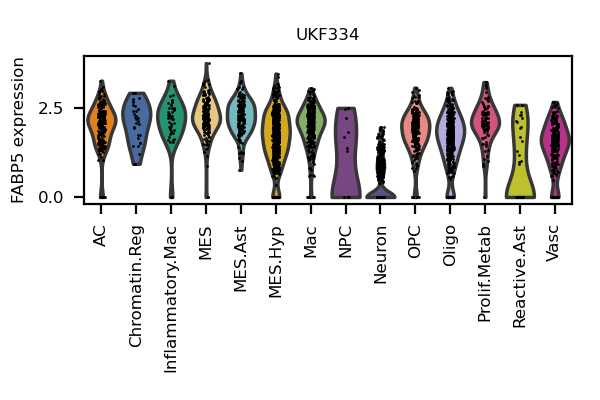 UKF334
FABP5 expression
2.5
0.0
AC
Chromatin.Reg
Inflammatory.Mac
MES
MES.Ast
MES.Hyp
Mac
NPC
Neuron
OPC
Oligo
Prolif.Metab
Reactive.Ast
Vasc